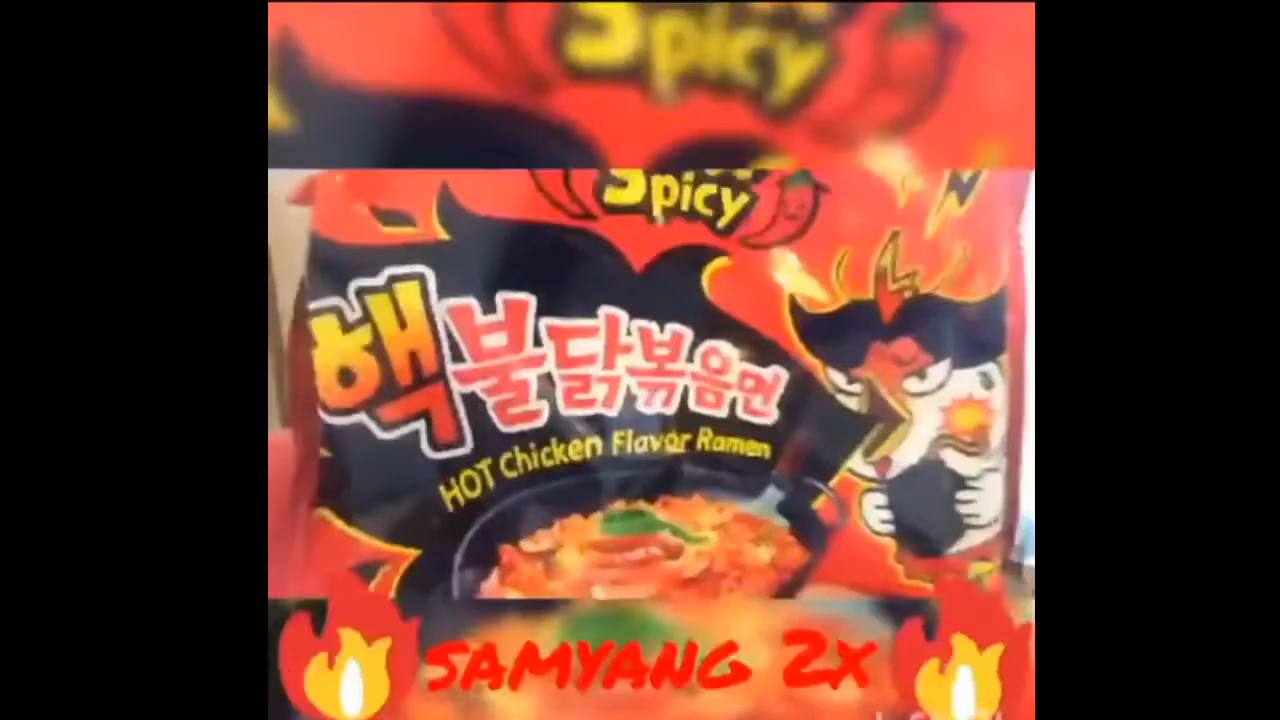 Spicy
Spicy
핵불닭볶음면
HOT Chicken Flavor Ramen
SAMYANG 2X